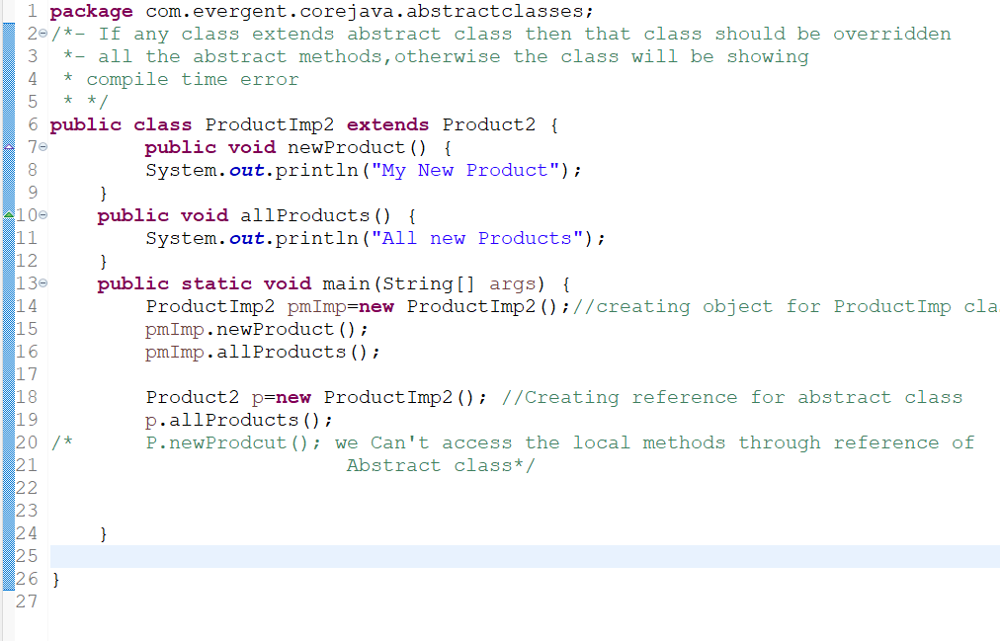 1 package com.evergent.corejava.abstractclasses;
2 /*- If any class extends abstract class then that class should be overridden
3  *- all the abstract methods,otherwise the class will be showing
4  * compile time error
5  * */
6 public class ProductImp2 extends Product2 {
7         public void newProduct() {
8         System.out.println("My New Product");
9     }
10     public void allProducts() {
11         System.out.println("All new Products");
12     }
13     public static void main(String[] args) {
14         ProductImp2 pmImp=new ProductImp2();//creating object for ProductImp cla
15         pmImp.newProduct();
16         pmImp.allProducts();
17
18         Product2 p=new ProductImp2(); //Creating reference for abstract class
19         p.allProducts();
20 /*      P.newProdcut(); we Can't access the local methods through reference of
21                          Abstract class*/
22
23
24     }
25
26 }
27